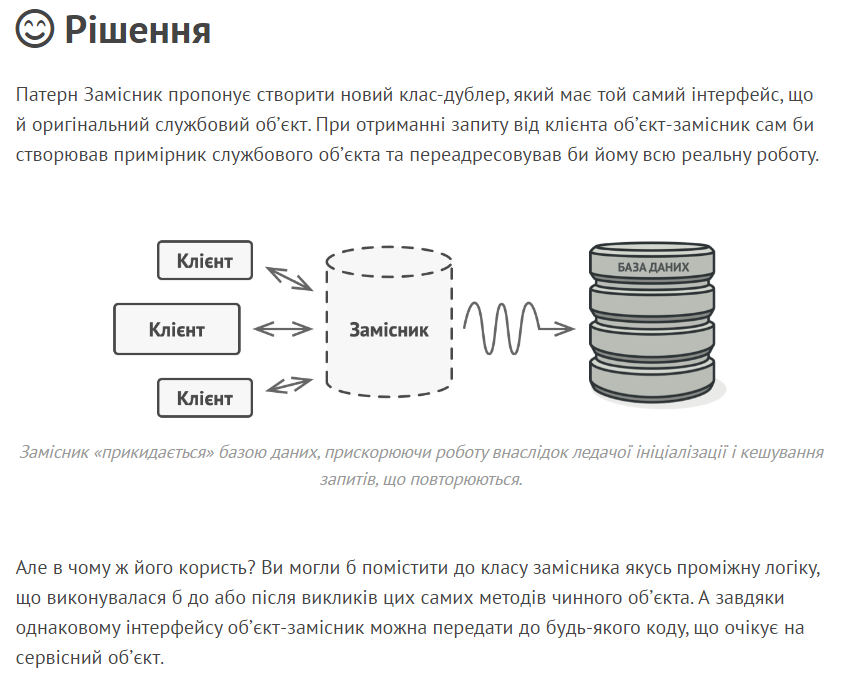 Рішення
Патерн Замісник пропонує створити новий клас-дублер, який має той самий інтерфейс, що
й оригінальний службовий об’єкт. При отриманні запиту від клієнта об’єкт-замісник сам би
створював примірник службового об’єкта та переадресовував би йому всю реальну роботу.
Клієнт
Клієнт
Клієнт
Замісник
БАЗА ДАНИХ
Замісник «прикидається» базою даних, прискорюючи роботу внаслідок ледачої ініціалізації і кешування
запитів, що повторюються.
Але в чому ж його користь? Ви могли б помістити до класу замісника якусь проміжну логіку,
що виконувалася б до або після викликів цих самих методів чинного об’єкта. А завдяки
однаковому інтерфейсу об’єкт-замісник можна передати до будь-якого коду, що очікує на
сервісний об’єкт.